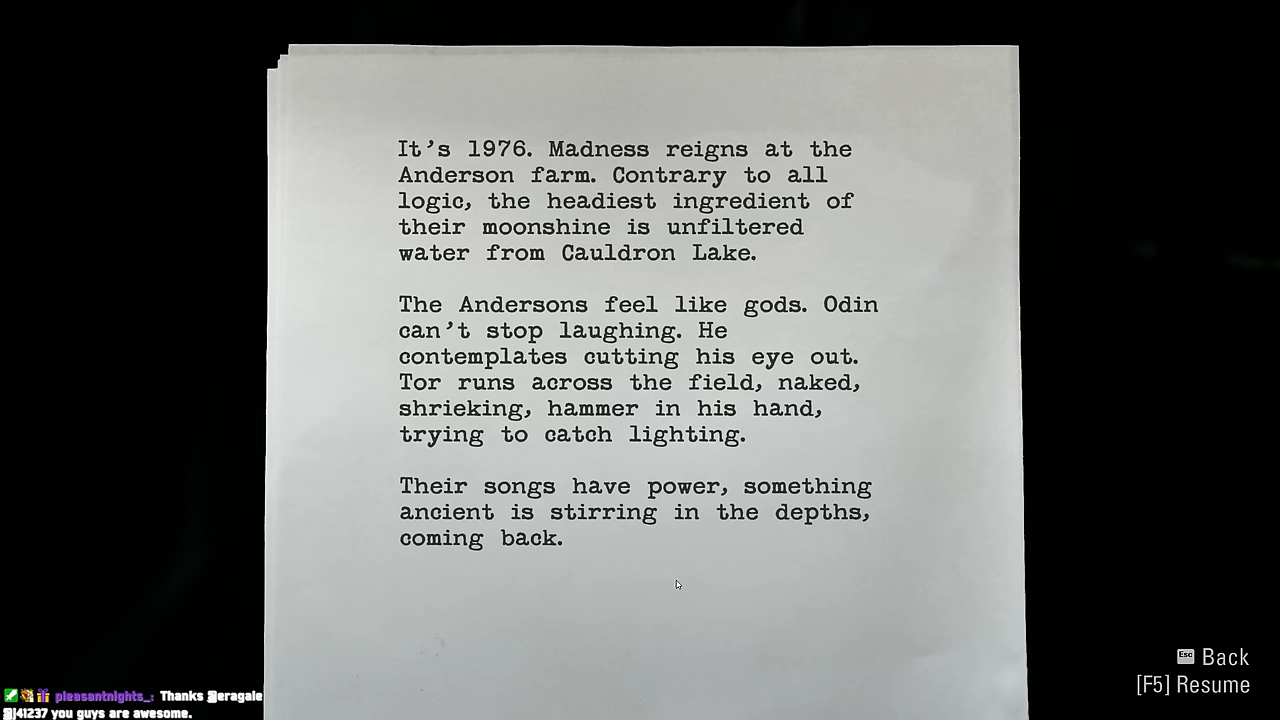 It's 1976. Madness reigns at the
Anderson farm. Contrary to all
logic, the headiest ingredient of
their moonshine is unfiltered
water from Cauldron Lake.
The Andersons feel like gods. Odin
can't stop laughing. He
contemplates cutting his eye out.
Tor runs across the field, naked,
shrieking, hammer in his hand,
trying to catch lighting.
Their songs have power, something
ancient is stirring in the depths,
coming back.
Esc Back
[F5] Resume
pleasantnights_: Thanks @eragale
@j41237 you guys are awesome.